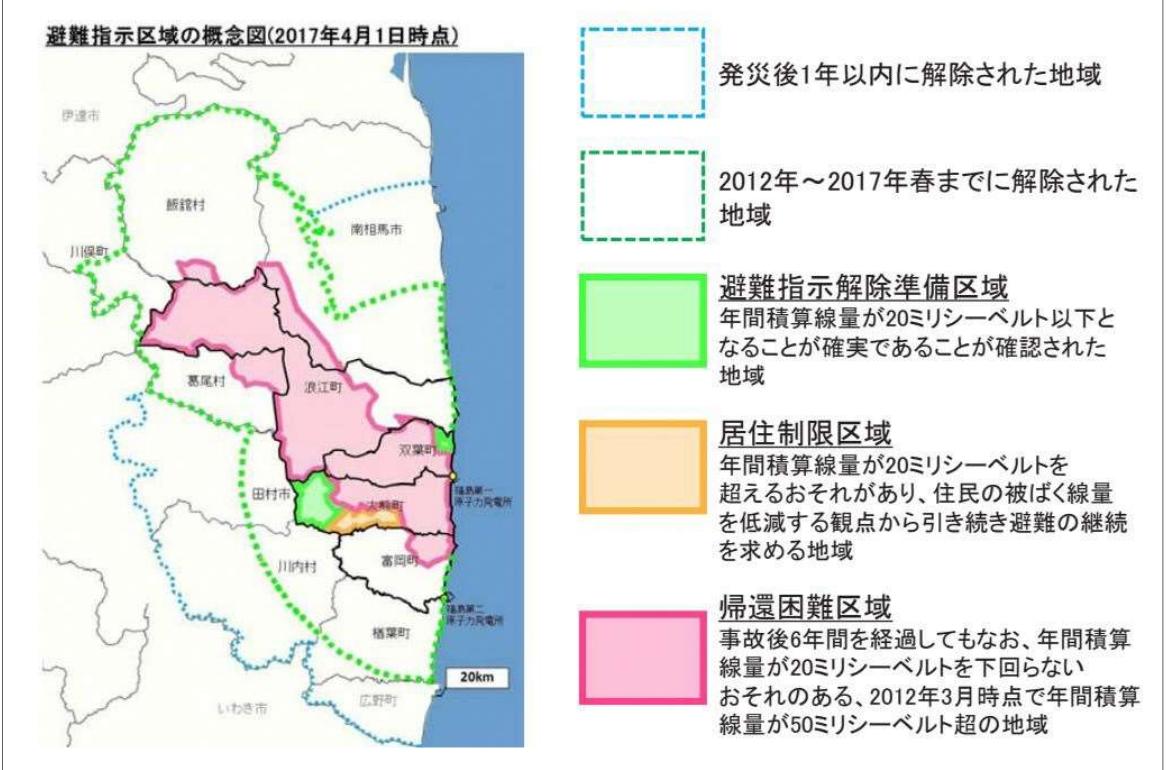 避難指示区域の概念図(2017年4月1日時点)
伊達市
飯舘村
川俣町
南相馬市
葛尾村
浪江町
双葉町
田村市
福島第一
原子力発電所
大熊町
川内村
富岡町
福島第二
原子力発電所
楢葉町
20km
広野町
いわき市
発災後1年以内に解除された地域
2012年～2017年春までに解除された
地域
避難指示解除準備区域
年間積算線量が20ミリシーベルト以下と
なることが確実であることが確認された
地域
居住制限区域
年間積算線量が20ミリシーベルトを
超えるおそれがあり、住民の被ばく線量
を低減する観点から引き続き避難の継続
を求める地域
帰還困難区域
事故後6年間を経過してもなお、年間積算
線量が20ミリシーベルトを下回らない
おそれのある、2012年3月時点で年間積算
線量が50ミリシーベルト超の地域